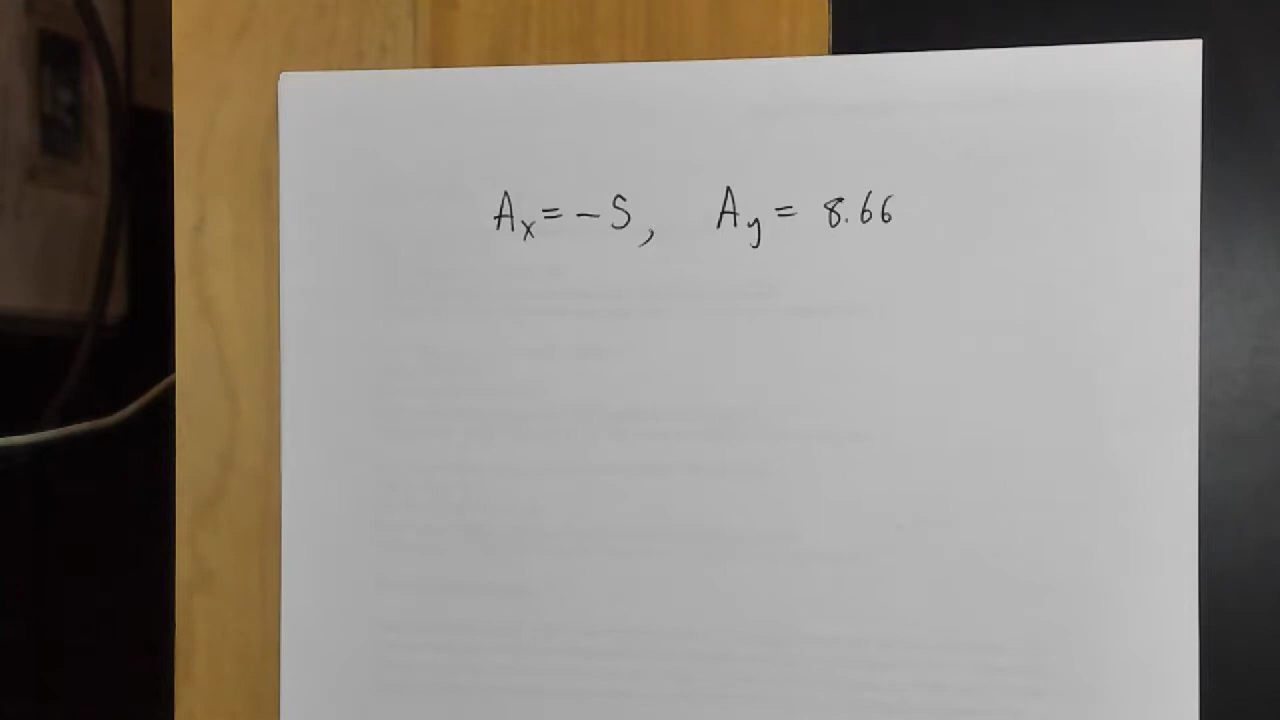 Ax = -5, Ay = 8.66